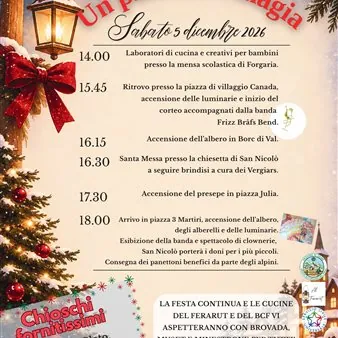 Un p magia
Sabato 5 dicembre 2026
14.00 Laboratori di cucina e creativi per bambini
presso la mensa scolastica di Forgaria.
15.45 Ritrovo presso la piazza di villaggio Canada,
accensione delle luminarie e inizio del
corteo accompagnati dalla banda
Frizz Bräfs Bend.
16.15 Accensione dell'albero in Borc di Val.
16.30 Santa Messa presso la chiesetta di San Nicolò
a seguire brindisi a cura dei Vergiars.
17.30 Accensione del presepe in piazza Julia.
18.00 Arrivo in piazza 3 Martiri, accensione dell'albero,
degli alberelli e delle luminarie.
Esibizione della banda e spettacolo di clownerie,
San Nicolò porterà i doni per i più piccoli.
Consegna dei panettoni benefici da parte degli alpini.
Chioschi
fornitissimi
LA FESTA CONTINUA E LE CUCINE
DEL FERARUT E DEL BCF VI
ASPETTERANNO CON BROVADA,